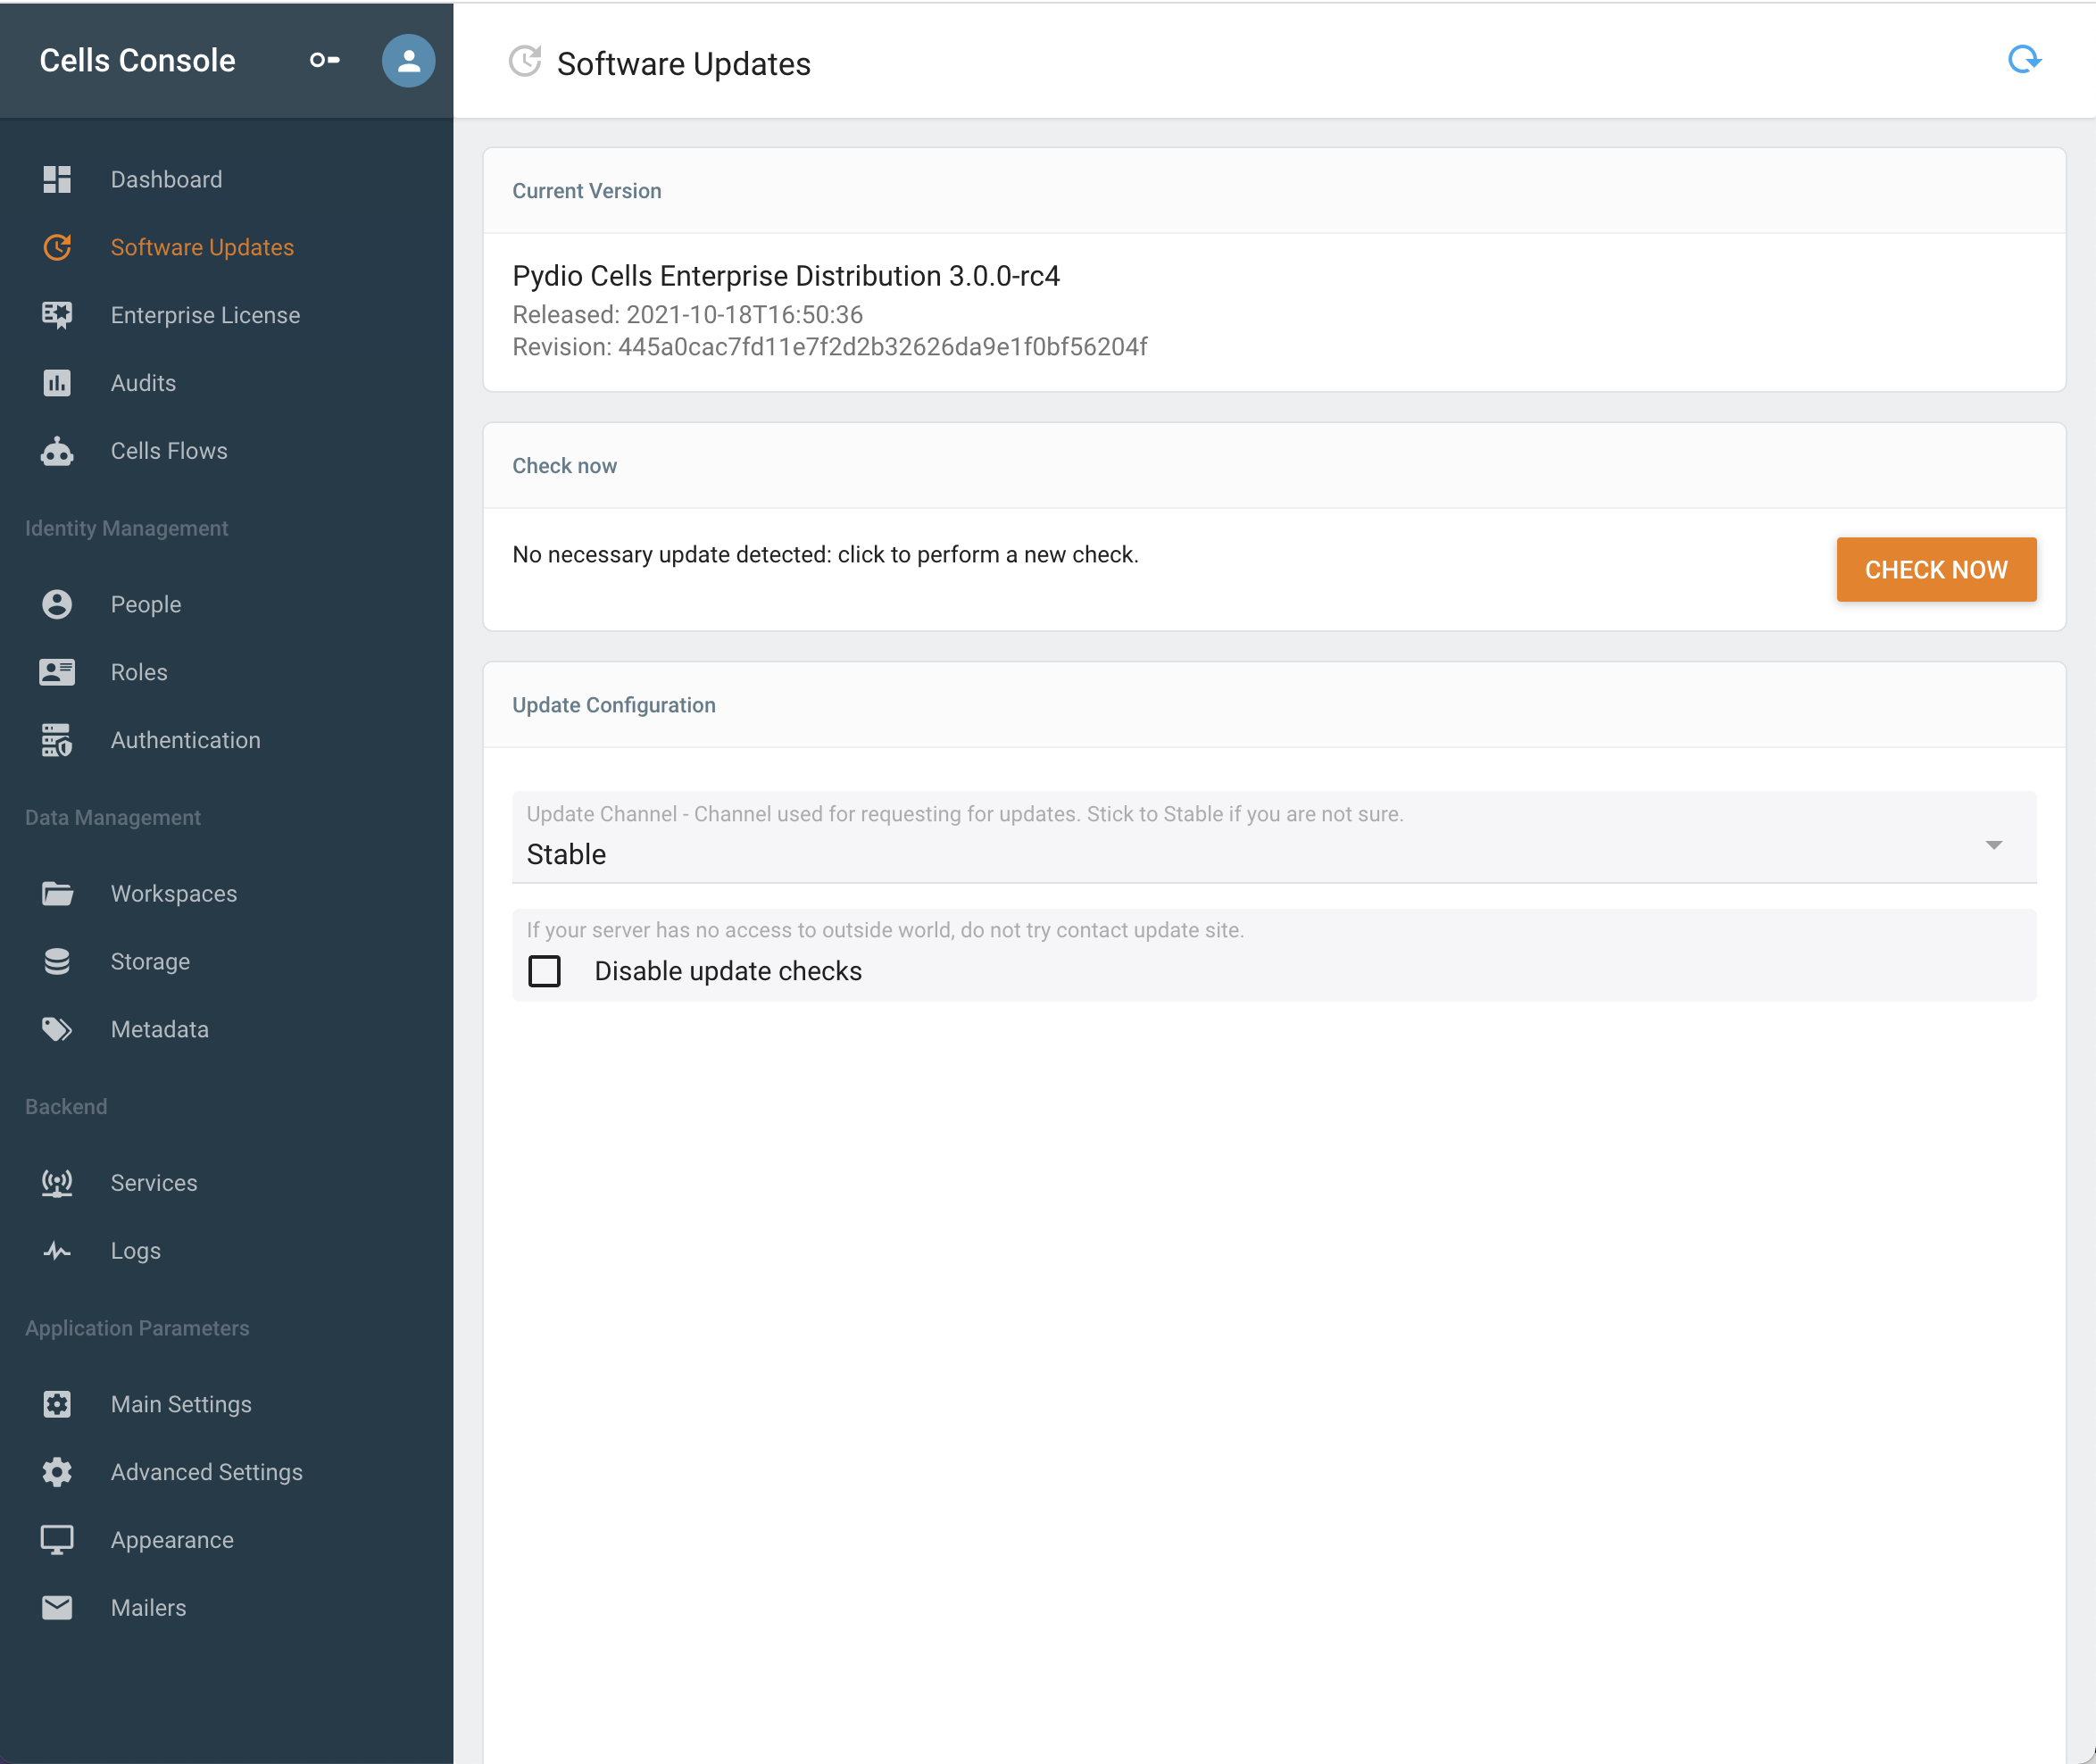 Cells Console
Dashboard
Software Updates
Enterprise License
Audits
Cells Flows
Identity Management
People
Roles
Authentication
Data Management
Workspaces
Storage
Metadata
Backend
Services
Logs
Application Parameters
Main Settings
Advanced Settings
Appearance
Mailers
Software Updates
Current Version
Pydio Cells Enterprise Distribution 3.0.0-rc4
Released: 2021-10-18T16:50:36
Revision: 445a0cac7fd11e7f2d2b32626da9e1f0bf56204f
Check now
No necessary update detected: click to perform a new check.
CHECK NOW
Update Configuration
Update Channel - Channel used for requesting for updates. Stick to Stable if you are not sure.
Stable
If your server has no access to outside world, do not try contact update site.
Disable update checks